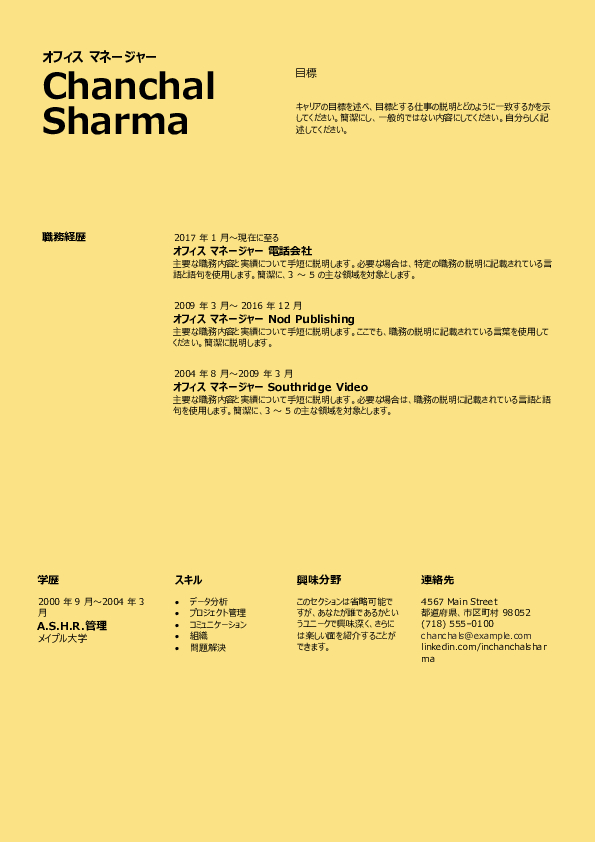 オフィス マネージャー
Chanchal
Sharma
目標
キャリアの目標を述べ、目標とする仕事の説明とどのように一致するかを示
してください。簡潔にし、一般的ではない内容にしてください。自分らしく記
述してください。
職務経歴
2017 年 1 月～現在に至る
オフィス マネージャー 電話会社
主要な職務内容と実績について手短に説明します。必要な場合は、特定の職務の説明に記載されている言
語と語句を使用します。簡潔に、3 ～ 5 の主な領域を対象とします。
2009 年 3 月～ 2016 年 12 月
オフィス マネージャー Nod Publishing
主要な職務内容と実績について手短に説明します。ここでも、職務の説明に記載されている言葉を使用して
ください。簡潔に説明します。
2004 年 8 月～2009 年 3 月
オフィス マネージャー Southridge Video
主要な職務内容と実績について手短に説明します。必要な場合は、職務の説明に記載されている言語と語
句を使用します。簡潔に、3 ～ 5 の主な領域を対象とします。
学歴
2000 年 9 月～2004 年 3
月
A.S.H.R.管理
メイプル大学
スキル
• データ分析
• プロジェクト管理
• コミュニケーション
• 組織
• 問題解決
興味分野
このセクションは省略可能で
すが、あなたが誰であるかとい
うユニークで興味深く、さらに
は楽しい面を紹介することが
できます。
連絡先
4567 Main Street
都道府県、市区町村 98052
(718) 555–0100
chanchals@example.com
linkedin.com/inchanchalshar
ma